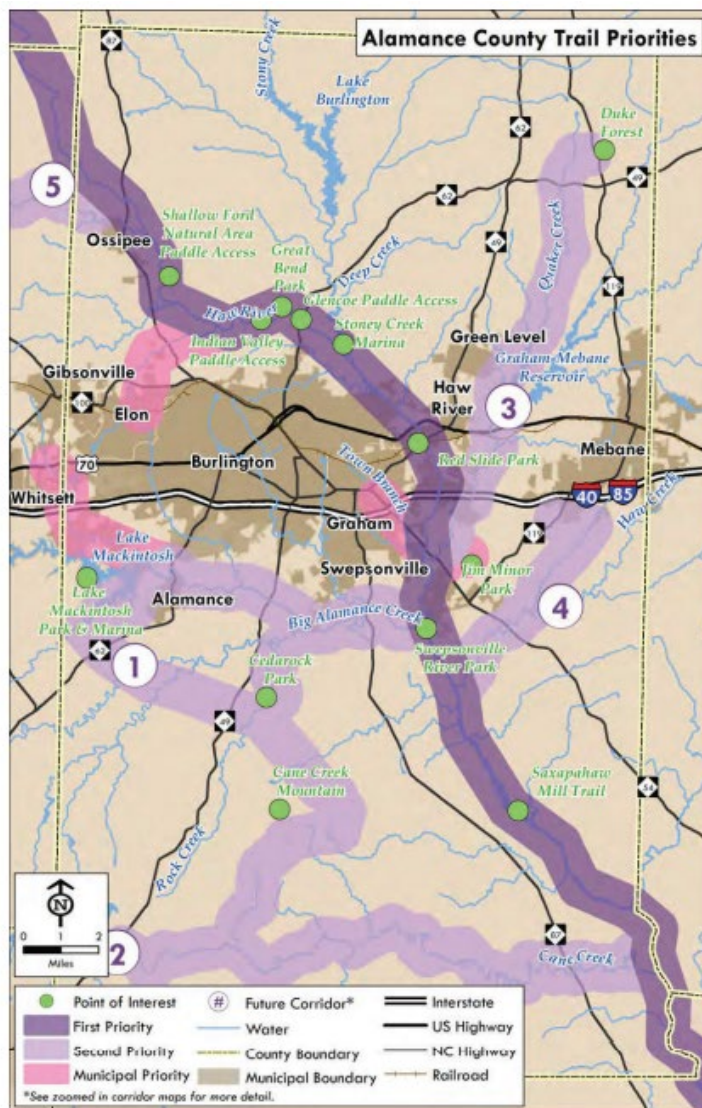 Alamance County Trail Priorities
87
Stony Creek
Lake
Burlington
62
Duke
Forest
49
5
62
Shallow Ford
Natural Area
Paddle Access
Ossipee
Great
Bend
Park
Deep Creek
49
Quaker Creek
119
Haw River
Glencoe Paddle Access
Indian Valley
Paddle Access
Stoney Creek
Marina
Green Level
Graham-Mebane
Reservoir
Gibsonville
100
Elon
Haw
River
3
Mebane
70
Burlington
Red Slide Park
Town Branch
Whitsett
40
85
Haw Creek
Graham
119
Lake
Mackintosh
Swepsonville
Jim Minor
Park
Lake
Mackintosh
Park & Marina
Alamance
Big Alamance Creek
4
62
1
Swepsonville
River Park
Cedarock
Park
49
Cane Creek
Mountain
Saxapahaw
Mill Trail
54
Rock Creek
N
0 1 2
Miles
2
87
Cane Creek
Point of Interest
# Future Corridor*
Interstate
First Priority
Water
US Highway
Second Priority
County Boundary
NC Highway
Municipal Priority
Municipal Boundary
Railroad
*See zoomed in corridor maps for more detail.